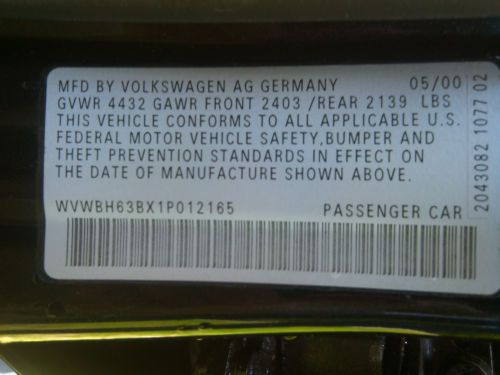 MFD BY VOLKSWAGEN AG GERMANY 05/00
GVWR 4432 GAWR FRONT 2403 /REAR 2139 LBS
THIS VEHICLE CONFORMS TO ALL APPLICABLE U.S.
FEDERAL MOTOR VEHICLE SAFETY,BUMPER AND
THEFT PREVENTION STANDARDS IN EFFECT ON
THE DATE OF MANUFACTURE SHOWN ABOVE.
WVWBH63BX1P012165 PASSENGER CAR
2043082 1077 02